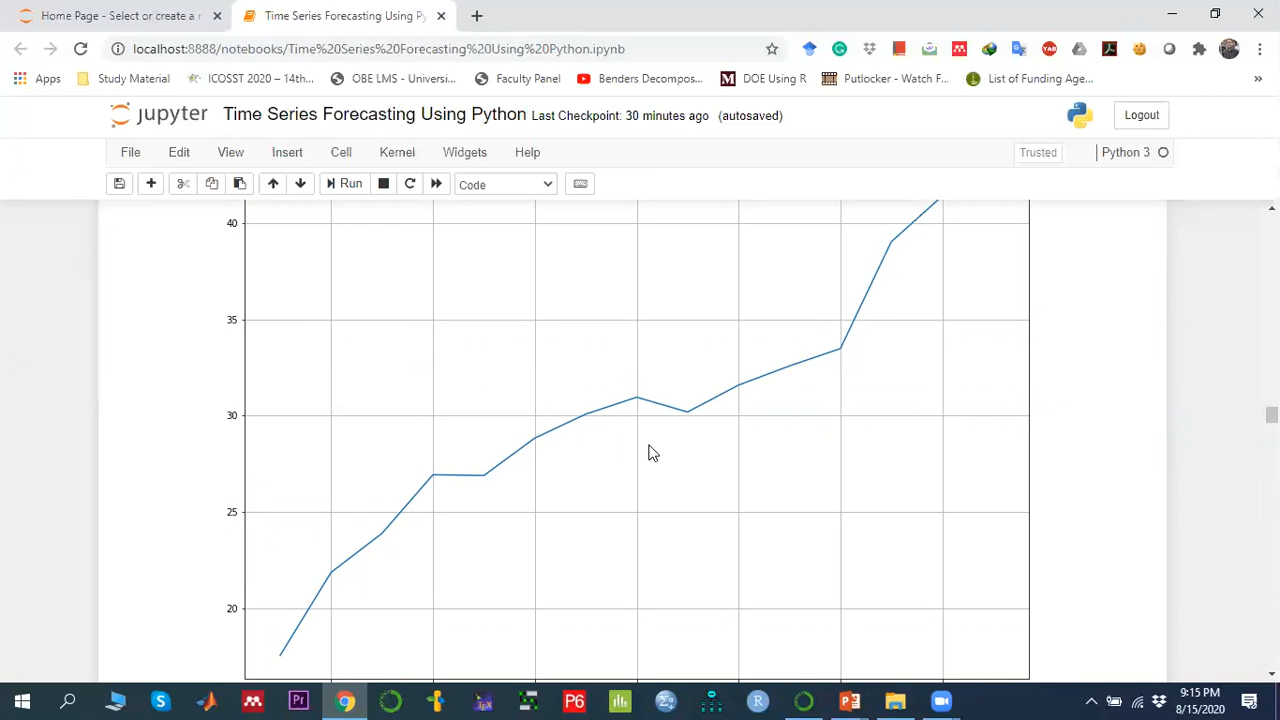 Home Page - Select or create a r
Time Series Forecasting Using Py
localhost:8888/notebooks/Time%20Series%20Forecasting%20Using%20Python.ipynb
Apps
Study Material
ICOSST 2020 – 14th...
OBE LMS - Universi...
Faculty Panel
Benders Decompos...
DOE Using R
Putlocker - Watch F...
List of Funding Age...
»
jupyter
Time Series Forecasting Using Python Last Checkpoint: 30 minutes ago (autosaved)
Logout
File Edit View Insert Cell Kernel Widgets Help
Trusted
Python 3
Run
Code
40
35
30
25
20
Pr
P6
R
9:15 PM
8/15/2020